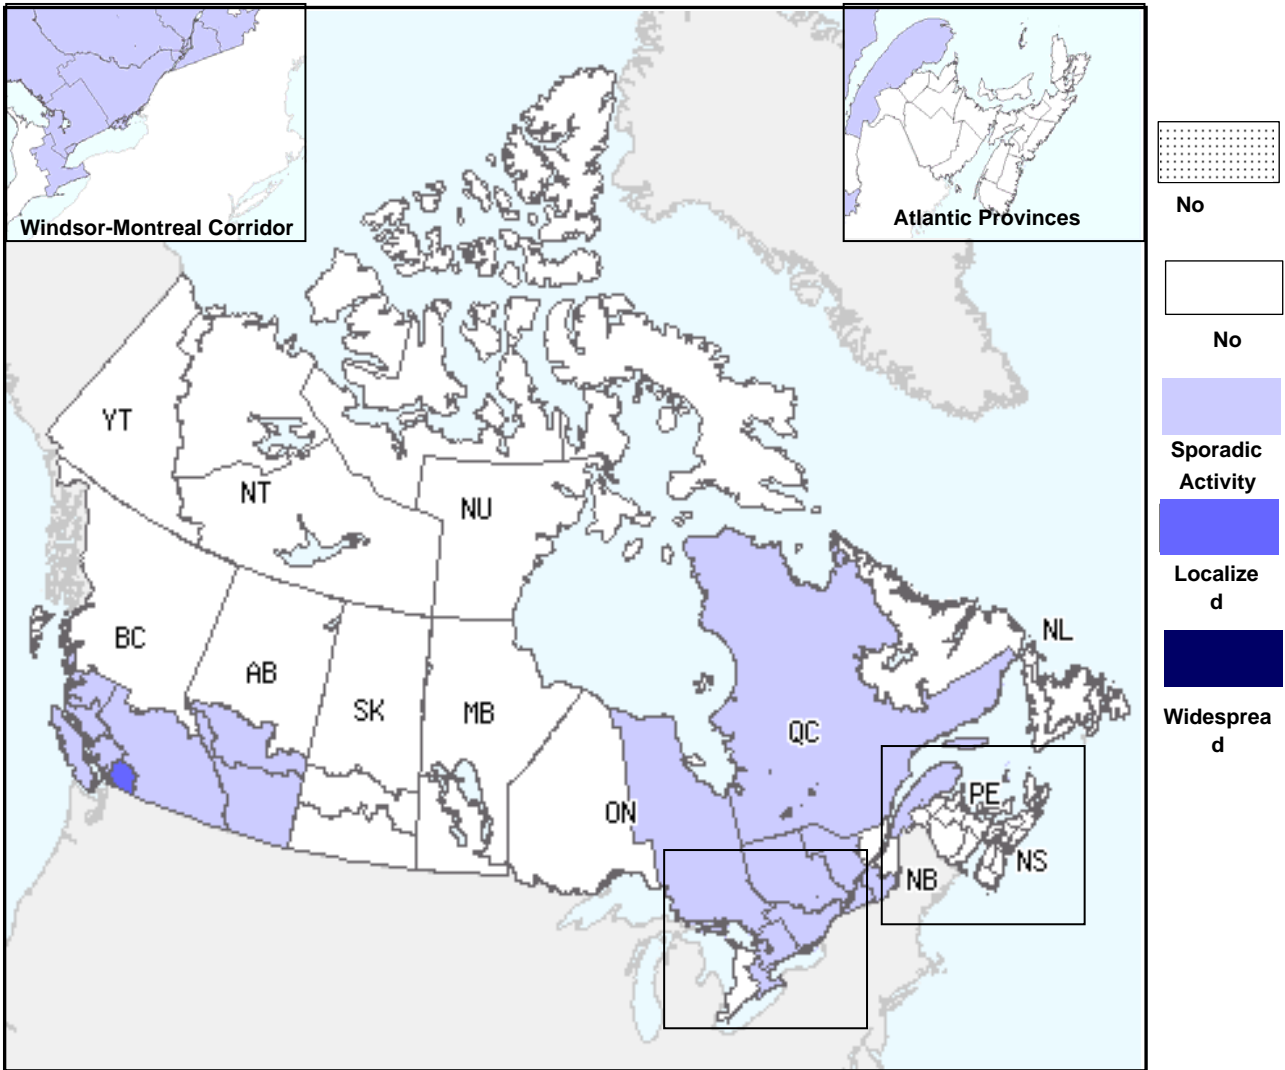 Windsor-Montreal Corridor
Atlantic Provinces
No
No
Sporadic
Activity
Localize
d
Widesprea
d
YT
NT
NU
BC
AB
SK
MB
ON
QC
NL
PE
NB
NS